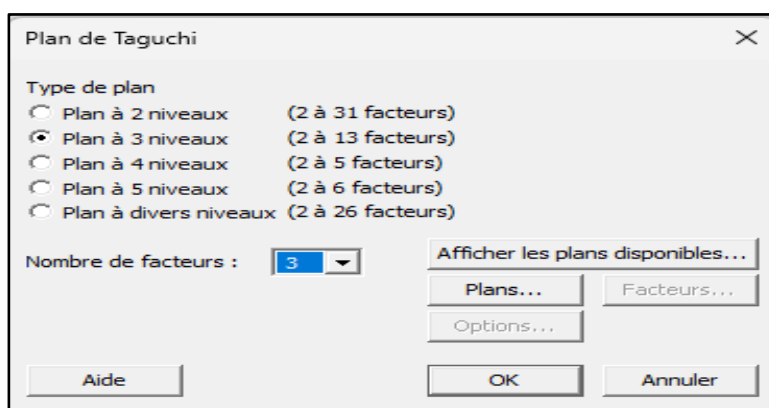 Plan de Taguchi
Type de plan
Plan à 2 niveaux (2 à 31 facteurs)
Plan à 3 niveaux (2 à 13 facteurs)
Plan à 4 niveaux (2 à 5 facteurs)
Plan à 5 niveaux (2 à 6 facteurs)
Plan à divers niveaux (2 à 26 facteurs)
Nombre de facteurs : 3 Afficher les plans disponibles...
Plans... Facteurs...
Options...
Aide OK Annuler